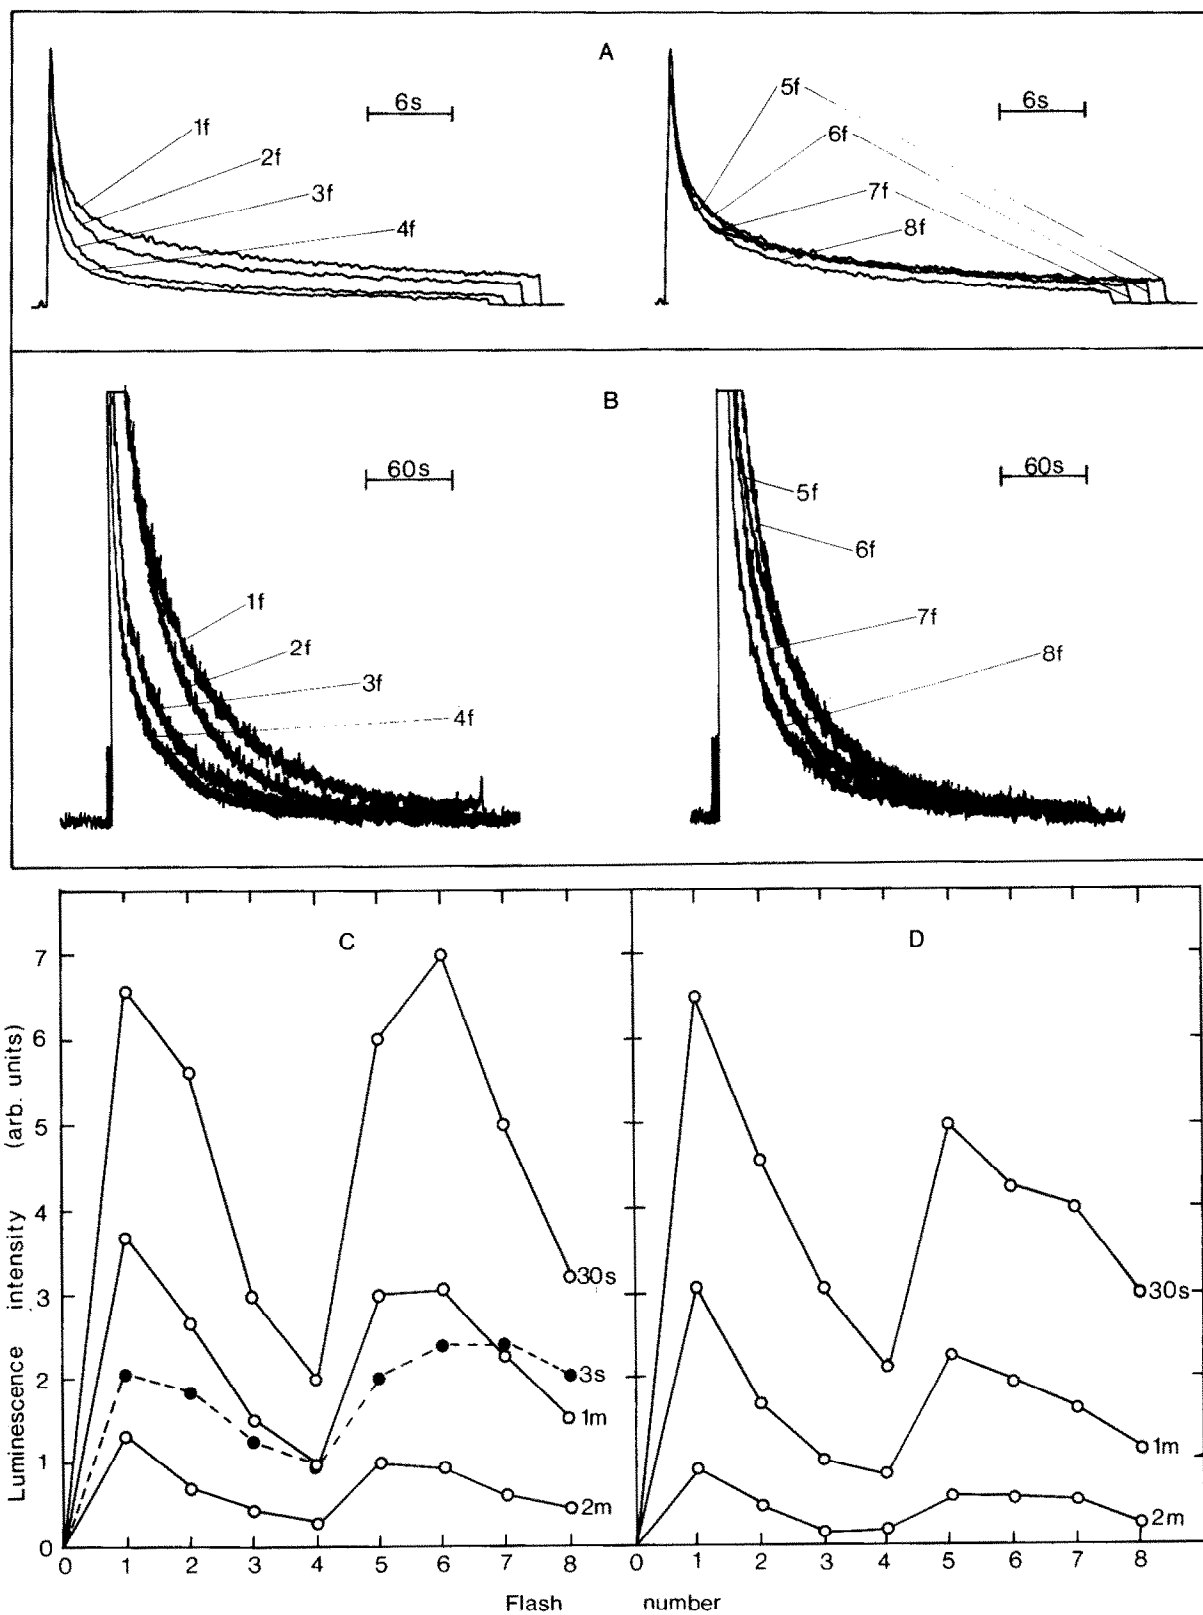 A
6s
1f
2f
3f
4f
6s
5f
6f
7f
8f
B
60s
1f
2f
3f
4f
60s
5f
6f
7f
8f
C
D
Luminescence intensity (arb. units)
7
6
5
4
3
2
1
0
30s
3s
1m
2m
30s
1m
2m
0 1 2 3 4 5 6 7 8
0 1 2 3 4 5 6 7 8
Flash number